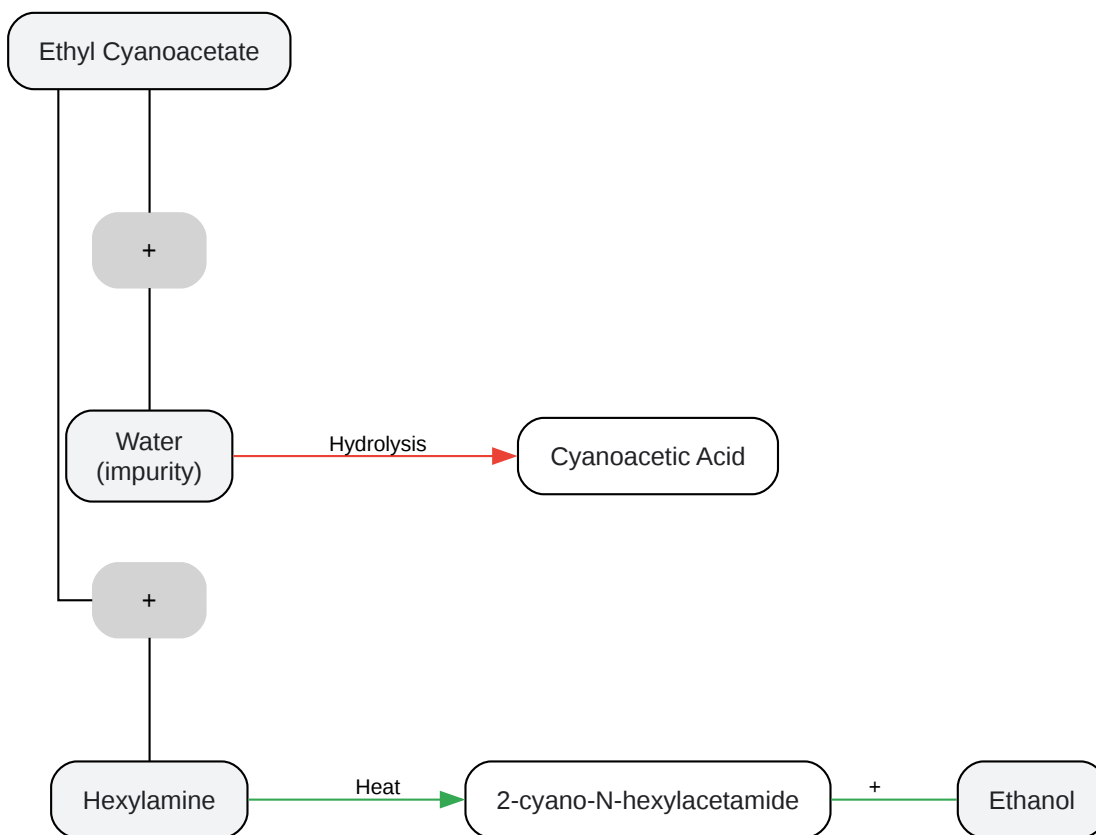 Ethyl Cyanoacetate
+
Water
(impurity)
Hydrolysis
Cyanoacetic Acid
+
Hexylamine
Heat
2-cyano-N-hexylacetamide
+
Ethanol